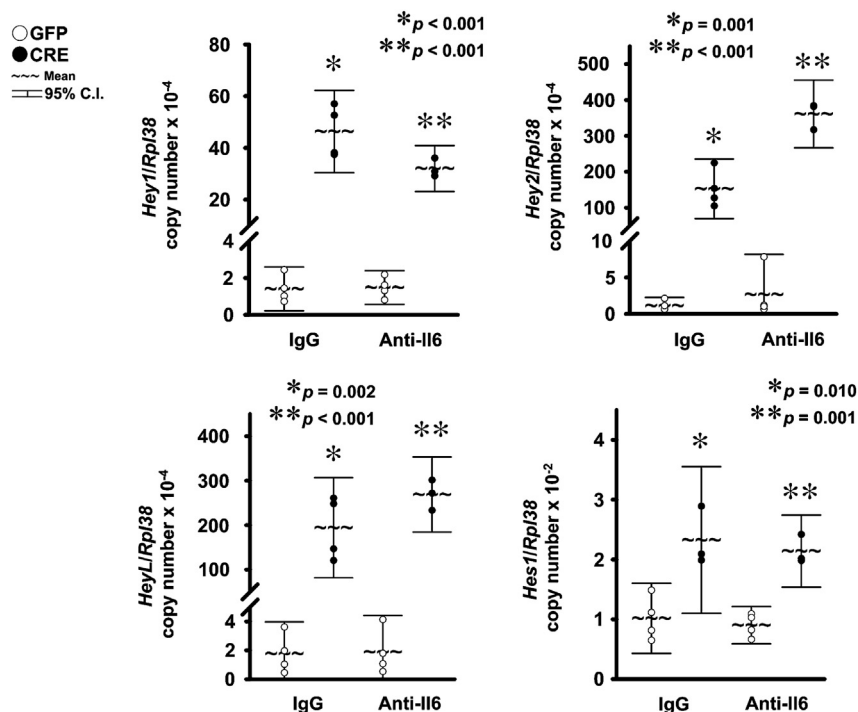 GFP
CRE
~~~ Mean
95% C.I.
*p < 0.001
**p < 0.001
Hey1/Rpl38
copy number x 10-4
80
60
40
20
4
2
0
*
**
IgG
Anti-Il6
*p = 0.001
**p < 0.001
Hey2/Rpl38
copy number x 10-4
500
400
300
200
100
10
5
0
*
**
IgG
Anti-Il6
*p = 0.002
**p < 0.001
HeyL/Rpl38
copy number x 10-4
400
300
200
100
4
2
0
*
**
IgG
Anti-Il6
*p = 0.010
**p = 0.001
Hes1/Rpl38
copy number x 10-2
4
3
2
1
0
*
**
IgG
Anti-Il6